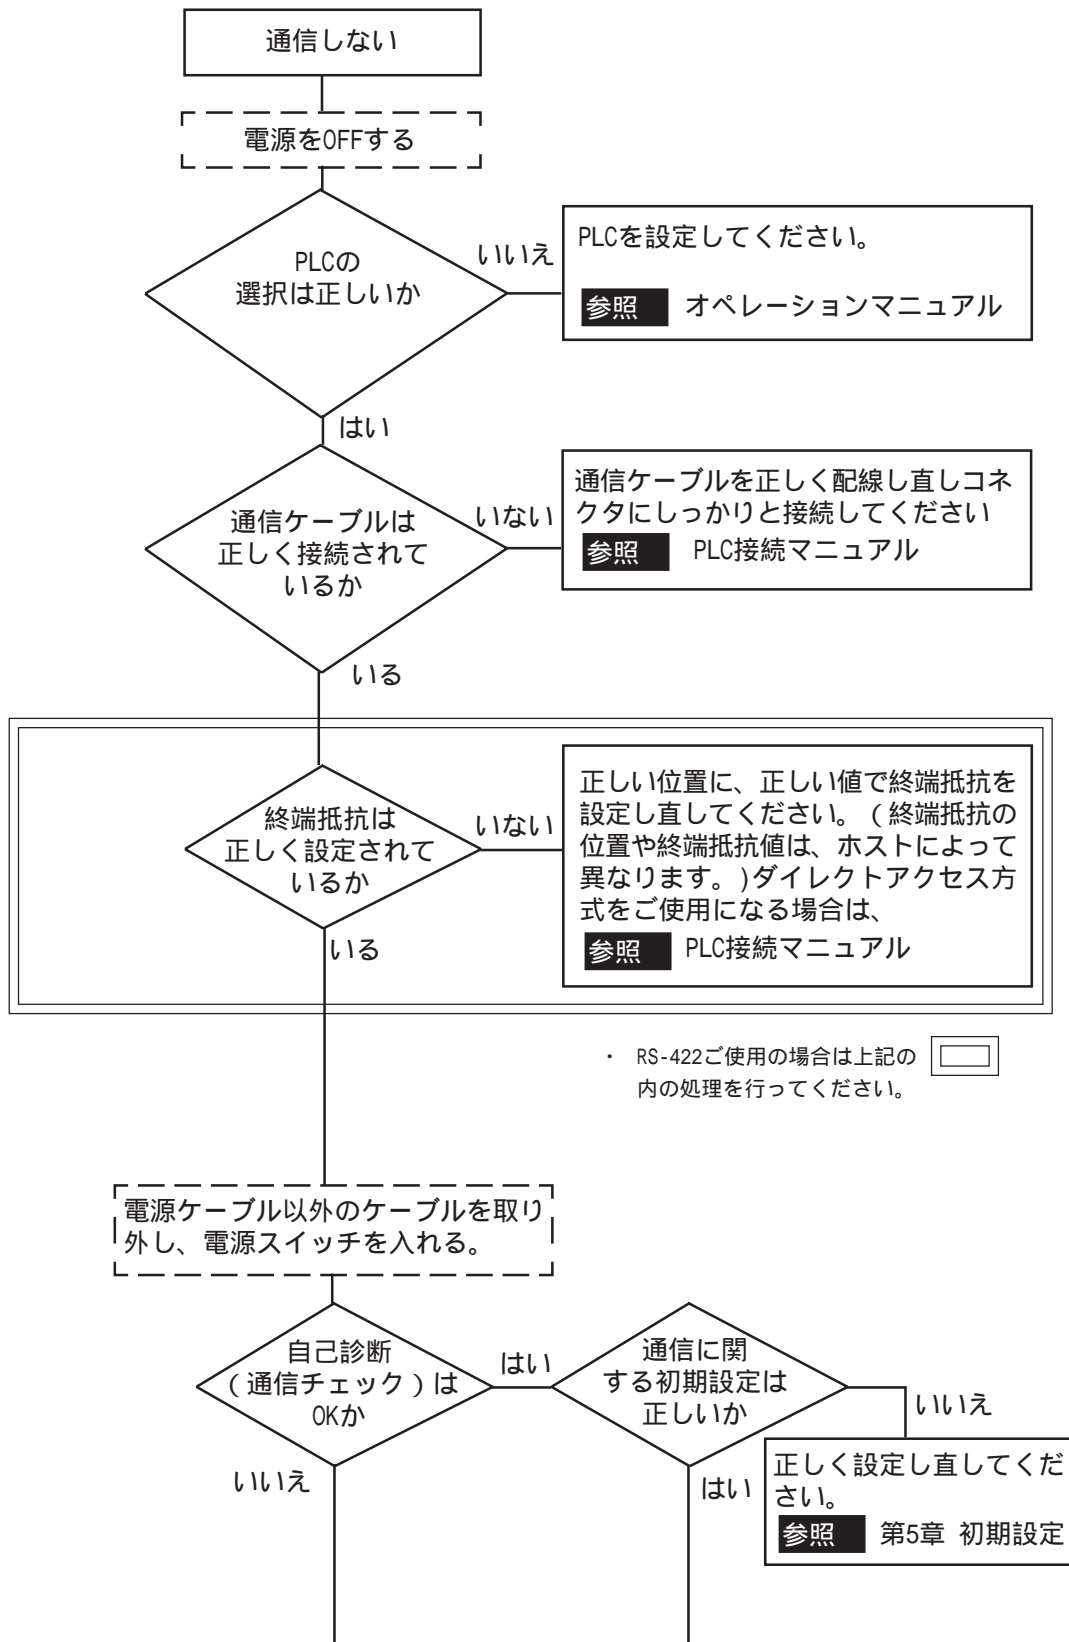 通信しない
電源をOFFする
PLCの
選択は正しいか
いいえ
PLCを設定してください。
参照 オペレーションマニュアル
はい
通信ケーブルは
正しく接続されて
いるか
いない
通信ケーブルを正しく配線し直しコネ
クタにしっかりと接続してください
参照 PLC接続マニュアル
いる
終端抵抗は
正しく設定されて
いるか
いない
正しい位置に、正しい値で終端抵抗を
設定し直してください。(終端抵抗の
位置や終端抵抗値は、ホストによって
異なります。)ダイレクトアクセス方
式をご使用になる場合は、
参照 PLC接続マニュアル
いる
・ RS-422ご使用の場合は上記の
内の処理を行ってください。
電源ケーブル以外のケーブルを取り
外し、電源スイッチを入れる。
自己診断
(通信チェック)は
OKか
はい
通信に関
する初期設定は
正しいか
いいえ
いいえ
はい
正しく設定し直してくだ
さい。
参照 第5章 初期設定